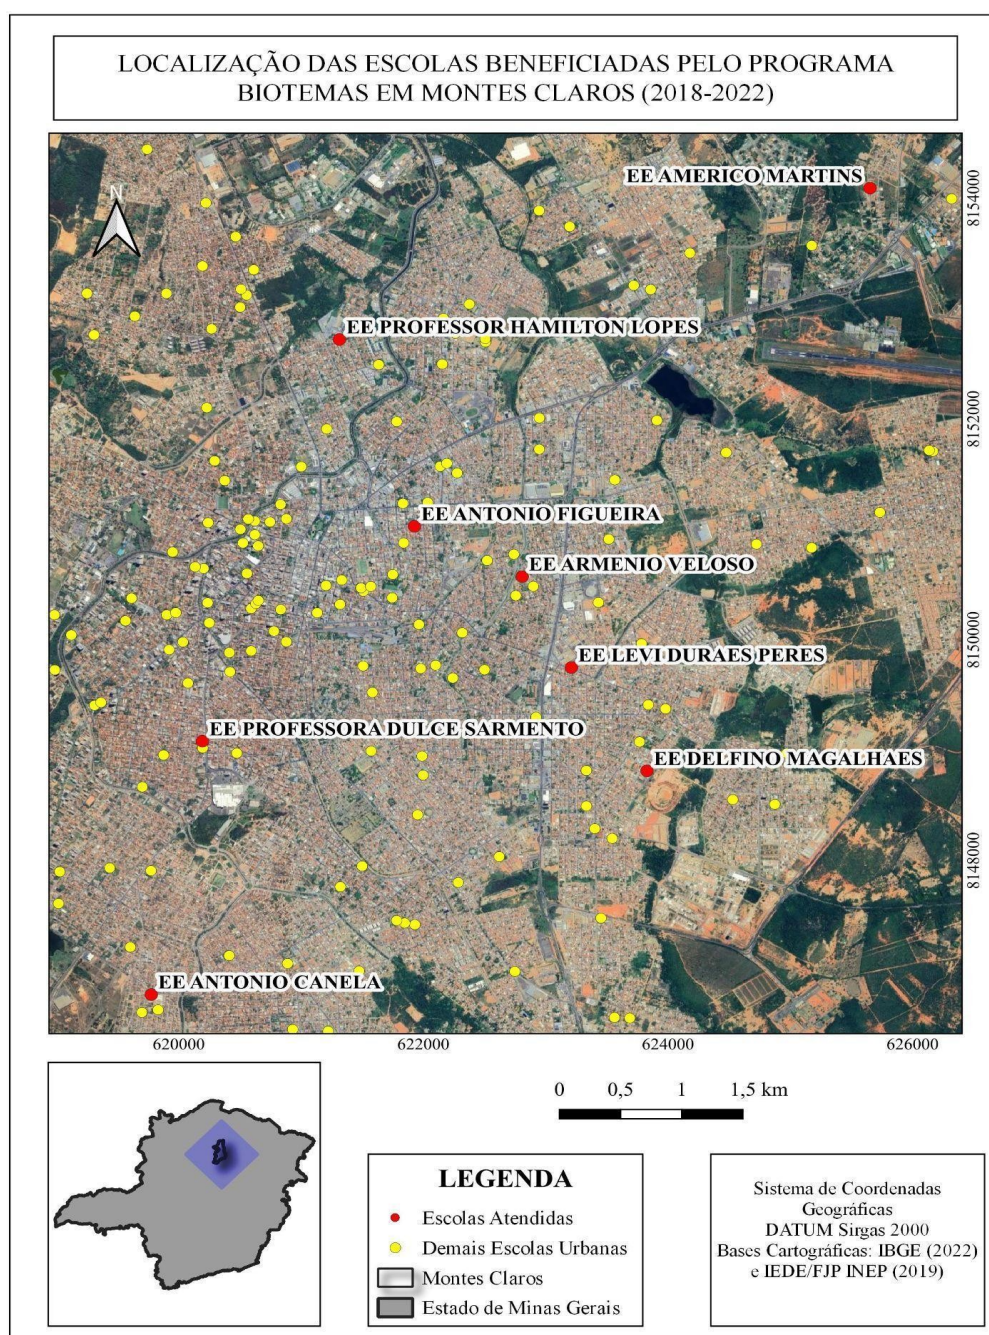 LOCALIZAÇÃO DAS ESCOLAS BENEFICIADAS PELO PROGRAMA
BIOTEMAS EM MONTES CLAROS (2018-2022)
N
EE AMERICO MARTINS
8154000
EE PROFESSOR HAMILTON LOPES
8152000
EE ANTONIO FIGUEIRA
EE ARMENIO VELOSO
8150000
EE LEVI DURAES PERES
EE PROFESSORA DULCE SARMENTO
EE DELFINO MAGALHAES
8148000
EE ANTONIO CANELA
620000 622000 624000 626000
0 0,5 1 1,5 km
LEGENDA
Escolas Atendidas
Demais Escolas Urbanas
Montes Claros
Estado de Minas Gerais
Sistema de Coordenadas
Geográficas
DATUM Sirgas 2000
Bases Cartográficas: IBGE (2022)
e IEDE/FJP INEP (2019)